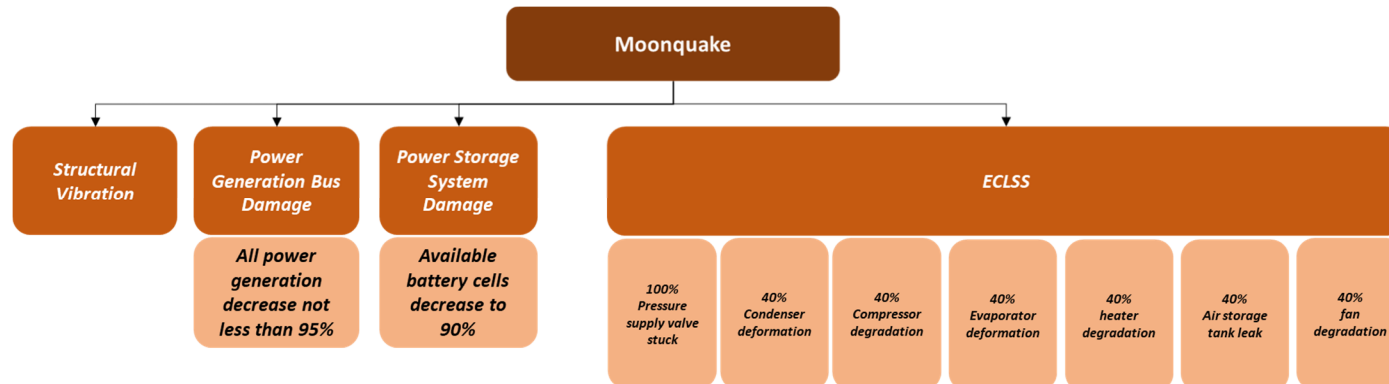 Moonquake
Structural
Vibration
Power
Generation Bus
Damage
Power Storage
System
Damage
ECLSS
All power
generation
decrease not
less than 95%
Available
battery cells
decrease to
90%
100%
Pressure
supply valve
stuck
40%
Condenser
deformation
40%
Compressor
degradation
40%
Evaporator
deformation
40%
heater
degradation
40%
Air storage
tank leak
40%
fan
degradation